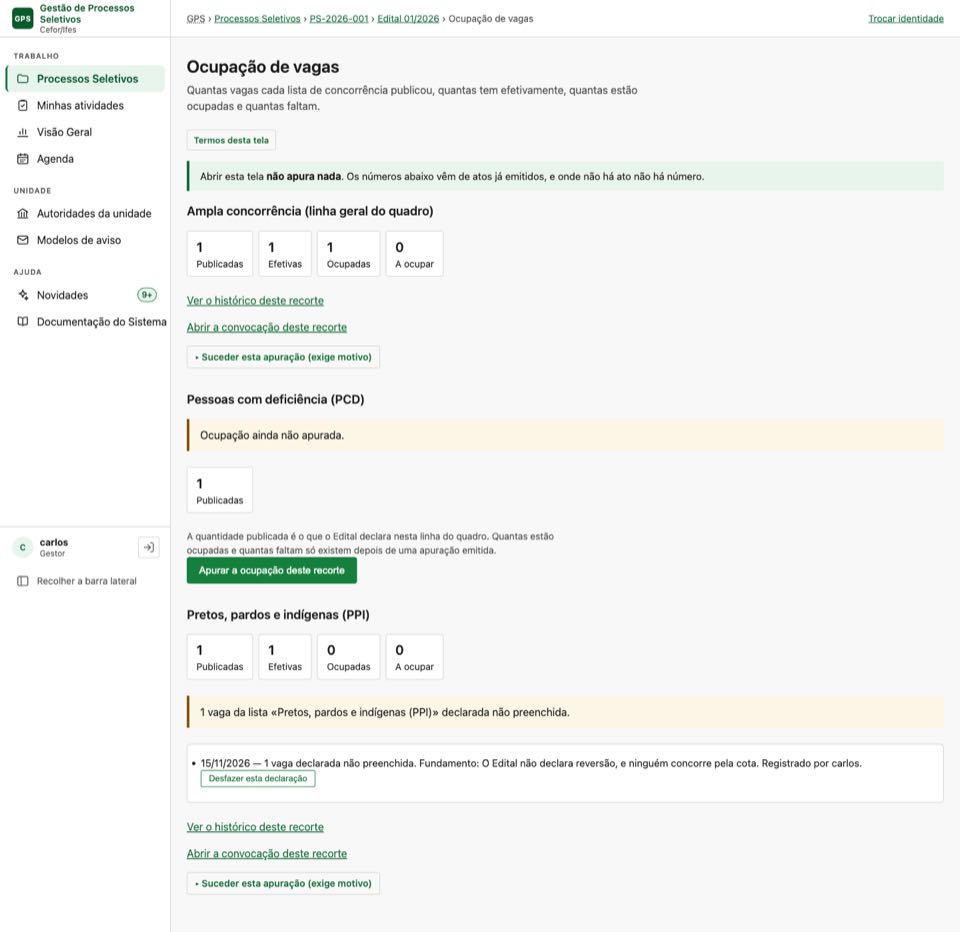 GPS
Gestão de Processos
Seletivos
Cefor/Ifes
GPS › Processos Seletivos › PS-2026-001 › Edital 01/2026 › Ocupação de vagas
Trocar identidade
TRABALHO
Processos Seletivos
Minhas atividades
Visão Geral
Agenda
UNIDADE
Autoridades da unidade
Modelos de aviso
AJUDA
Novidades 9+
Documentação do Sistema
C
carlos
Gestor
Recolher a barra lateral
Ocupação de vagas
Quantas vagas cada lista de concorrência publicou, quantas tem efetivamente, quantas estão
ocupadas e quantas faltam.
Termos desta tela
Abrir esta tela não apura nada. Os números abaixo vêm de atos já emitidos, e onde não há ato não há número.
Ampla concorrência (linha geral do quadro)
1 1 1 0
Publicadas Efetivas Ocupadas A ocupar
Ver o histórico deste recorte
Abrir a convocação deste recorte
Suceder esta apuração (exige motivo)
Pessoas com deficiência (PCD)
Ocupação ainda não apurada.
1
Publicadas
A quantidade publicada é o que o Edital declara nesta linha do quadro. Quantas estão
ocupadas e quantas faltam só existem depois de uma apuração emitida.
Apurar a ocupação deste recorte
Pretos, pardos e indígenas (PPI)
1 1 0 0
Publicadas Efetivas Ocupadas A ocupar
1 vaga da lista «Pretos, pardos e indígenas (PPI)» declarada não preenchida.
• 15/11/2026 — 1 vaga declarada não preenchida. Fundamento: O Edital não declara reversão, e ninguém concorre pela cota. Registrado por carlos.
Desfazer esta declaração
Ver o histórico deste recorte
Abrir a convocação deste recorte
Suceder esta apuração (exige motivo)